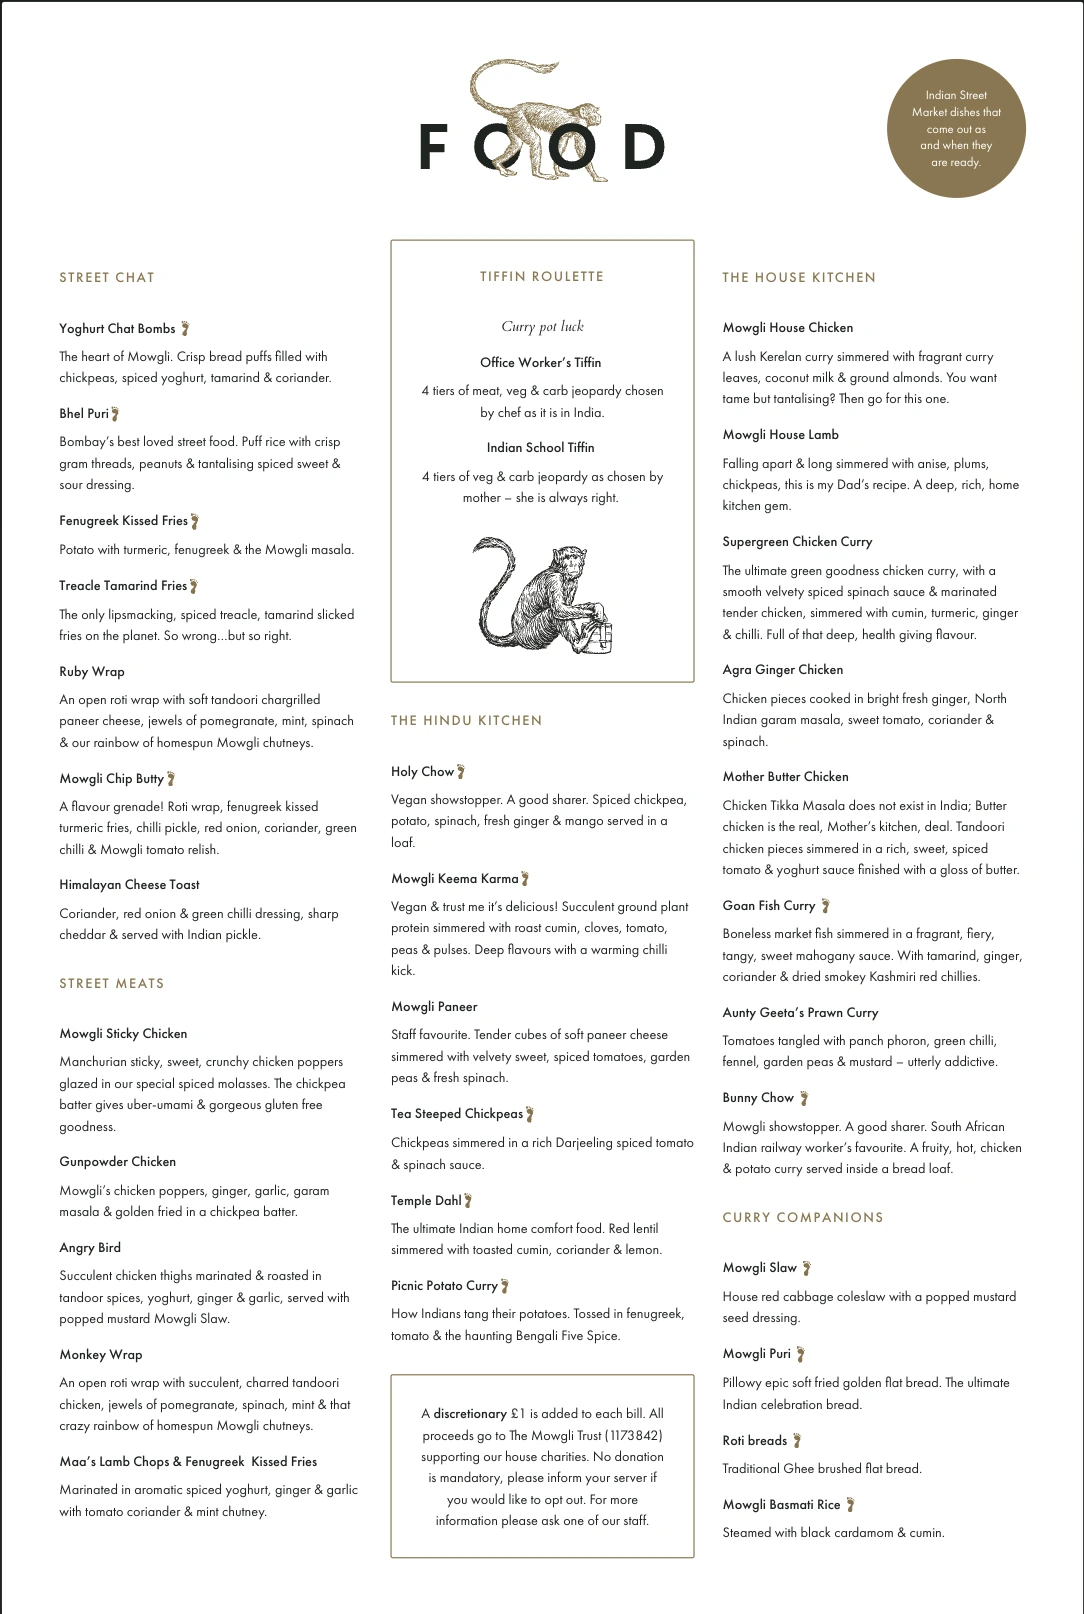 FOOD
Indian Street
Market dishes that
come out as
and when they
are ready.
STREET CHAT
Yoghurt Chat Bombs
The heart of Mowgli. Crisp bread puffs filled with
chickpeas, spiced yoghurt, tamarind & coriander.
Bhel Puri
Bombay's best loved street food. Puff rice with crisp
gram threads, peanuts & tantalising spiced sweet &
sour dressing.
Fenugreek Kissed Fries
Potato with turmeric, fenugreek & the Mowgli masala.
Treacle Tamarind Fries
The only lipsmacking, spiced treacle, tamarind slicked
fries on the planet. So wrong...but so right.
Ruby Wrap
An open roti wrap with soft tandoori chargrilled
paneer cheese, jewels of pomegranate, mint, spinach
& our rainbow of homespun Mowgli chutneys.
Mowgli Chip Butty
A flavour grenade! Roti wrap, fenugreek kissed
turmeric fries, chilli pickle, red onion, coriander, green
chilli & Mowgli tomato relish.
Himalayan Cheese Toast
Coriander, red onion & green chilli dressing, sharp
cheddar & served with Indian pickle.
STREET MEATS
Mowgli Sticky Chicken
Manchurian sticky, sweet, crunchy chicken poppers
glazed in our special spiced molasses. The chickpea
batter gives uber-umami & gorgeous gluten free
goodness.
Gunpowder Chicken
Mowgli's chicken poppers, ginger, garlic, garam
masala & golden fried in a chickpea batter.
Angry Bird
Succulent chicken thighs marinated & roasted in
tandoor spices, yoghurt, ginger & garlic, served with
popped mustard Mowgli Slaw.
Monkey Wrap
An open roti wrap with succulent, charred tandoori
chicken, jewels of pomegranate, spinach, mint & that
crazy rainbow of homespun Mowgli chutneys.
Maa's Lamb Chops & Fenugreek Kissed Fries
Marinated in aromatic spiced yoghurt, ginger & garlic
with tomato coriander & mint chutney.
TIFFIN ROULETTE
Curry pot luck
Office Worker's Tiffin
4 tiers of meat, veg & carb jeopardy chosen
by chef as it is in India.
Indian School Tiffin
4 tiers of veg & carb jeopardy as chosen by
mother – she is always right.
THE HINDU KITCHEN
Holy Chow
Vegan showstopper. A good sharer. Spiced chickpea,
potato, spinach, fresh ginger & mango served in a
loaf.
Mowgli Keema Karma
Vegan & trust me it's delicious! Succulent ground plant
protein simmered with roast cumin, cloves, tomato,
peas & pulses. Deep flavours with a warming chilli
kick.
Mowgli Paneer
Staff favourite. Tender cubes of soft paneer cheese
simmered with velvety sweet, spiced tomatoes, garden
peas & fresh spinach.
Tea Steeped Chickpeas
Chickpeas simmered in a rich Darjeeling spiced tomato
& spinach sauce.
Temple Dahl
The ultimate Indian home comfort food. Red lentil
simmered with toasted cumin, coriander & lemon.
Picnic Potato Curry
How Indians tang their potatoes. Tossed in fenugreek,
tomato & the haunting Bengali Five Spice.
A discretionary £1 is added to each bill. All
proceeds go to The Mowgli Trust (1173842)
supporting our house charities. No donation
is mandatory, please inform your server if
you would like to opt out. For more
information please ask one of our staff.
THE HOUSE KITCHEN
Mowgli House Chicken
A lush Kerelan curry simmered with fragrant curry
leaves, coconut milk & ground almonds. You want
tame but tantalising? Then go for this one.
Mowgli House Lamb
Falling apart & long simmered with anise, plums,
chickpeas, this is my Dad's recipe. A deep, rich, home
kitchen gem.
Supergreen Chicken Curry
The ultimate green goodness chicken curry, with a
smooth velvety spiced spinach sauce & marinated
tender chicken, simmered with cumin, turmeric, ginger
& chilli. Full of that deep, health giving flavour.
Agra Ginger Chicken
Chicken pieces cooked in bright fresh ginger, North
Indian garam masala, sweet tomato, coriander &
spinach.
Mother Butter Chicken
Chicken Tikka Masala does not exist in India; Butter
chicken is the real, Mother's kitchen, deal. Tandoori
chicken pieces simmered in a rich, sweet, spiced
tomato & yoghurt sauce finished with a gloss of butter.
Goan Fish Curry
Boneless market fish simmered in a fragrant, fiery,
tangy, sweet mahogany sauce. With tamarind, ginger,
coriander & dried smokey Kashmiri red chillies.
Aunty Geeta's Prawn Curry
Tomatoes tangled with panch phoron, green chilli,
fennel, garden peas & mustard – utterly addictive.
Bunny Chow
Mowgli showstopper. A good sharer. South African
Indian railway worker's favourite. A fruity, hot, chicken
& potato curry served inside a bread loaf.
CURRY COMPANIONS
Mowgli Slaw
House red cabbage coleslaw with a popped mustard
seed dressing.
Mowgli Puri
Pillowy epic soft fried golden flat bread. The ultimate
Indian celebration bread.
Roti breads
Traditional Ghee brushed flat bread.
Mowgli Basmati Rice
Steamed with black cardamom & cumin.